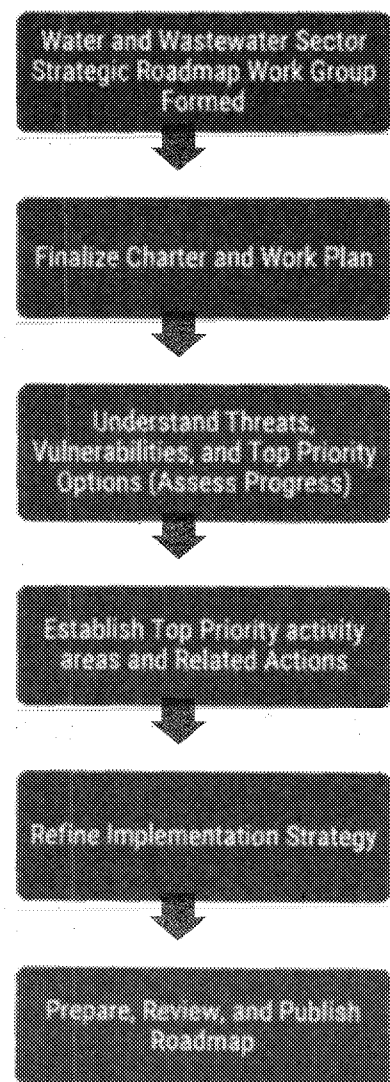 Water and Wastewater Sector
Strategic Roadmap Work Group
Formed
Finalize Charter and Work Plan
Understand Threats,
Vulnerabilities, and Top Priority
Options (Assess Progress)
Establish Top Priority activity
areas and Related Actions
Refine Implementation Strategy
Prepare, Review, and Publish
Roadmap